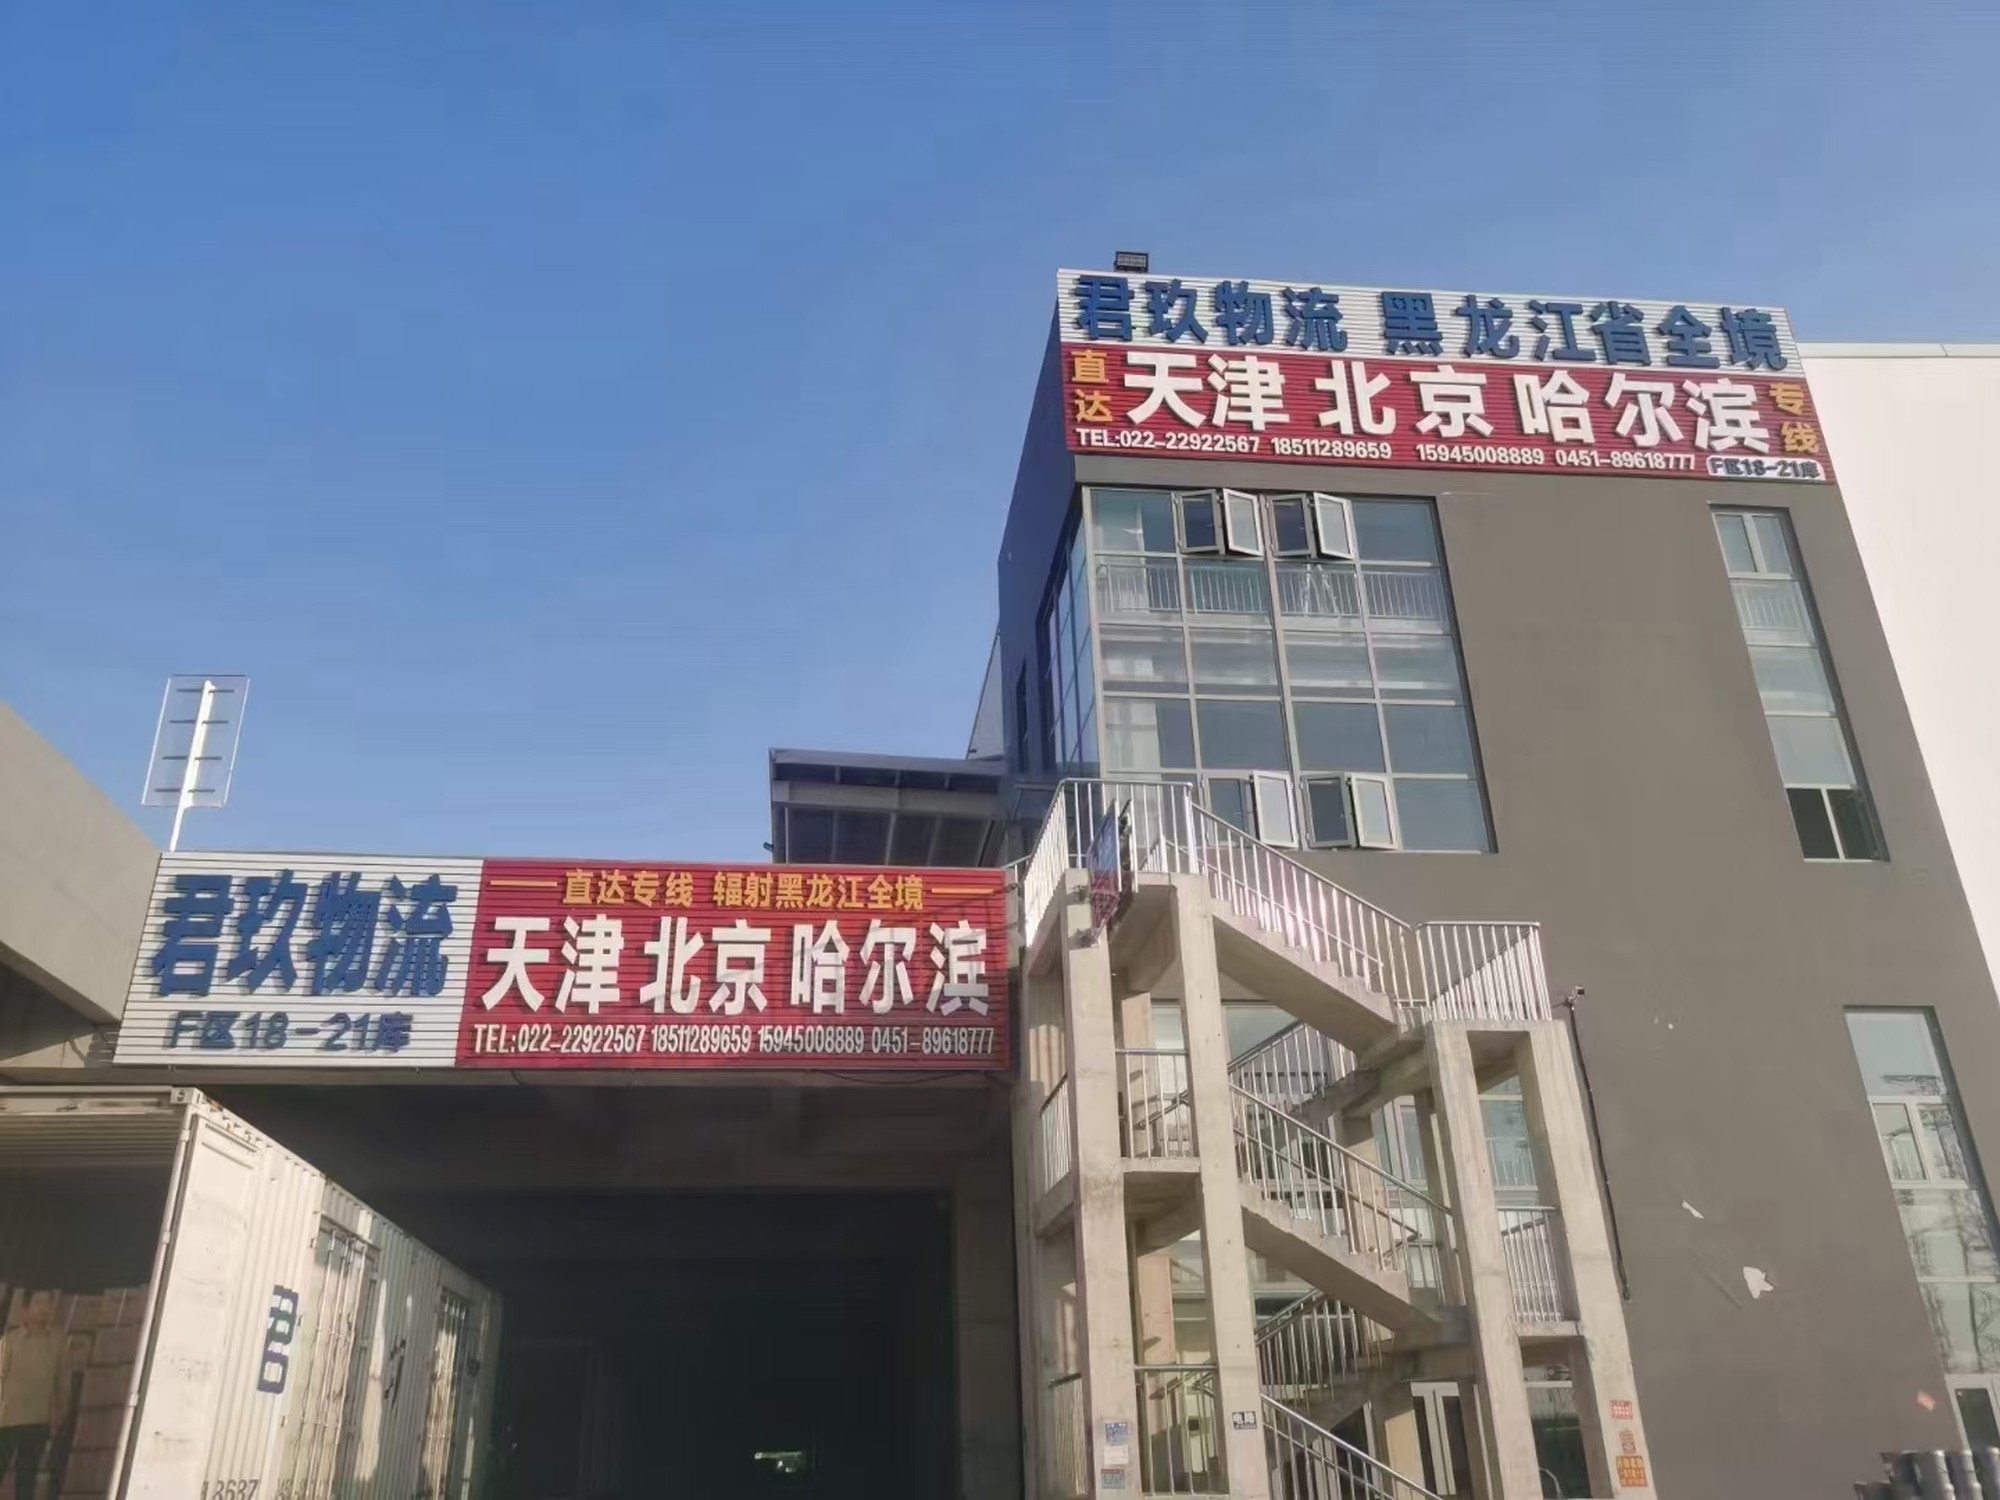 君玖物流 黑龙江省全境
直达 天津 北京 哈尔滨 专线
TEL:022-22922567 18511289659 15945008889 0451-89618777 F区18-21库
君玖物流
F区18-21库
直达专线 辐射黑龙江全境
天津 北京 哈尔滨
TEL:022-22922567 18511289659 15945008889 0451-89618777